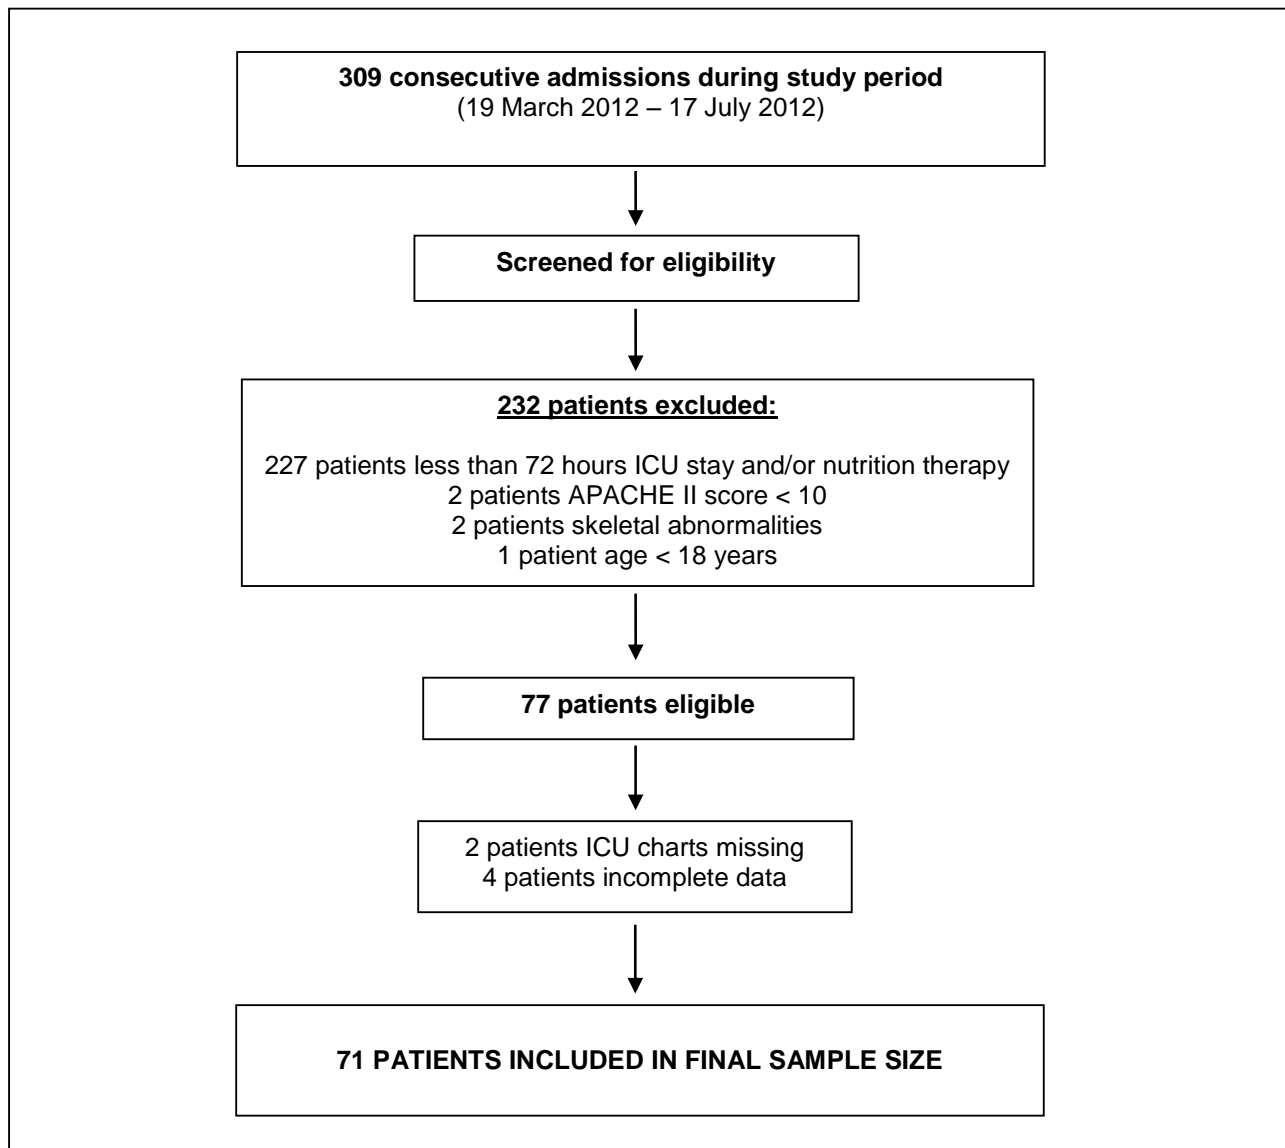 309 consecutive admissions during study period
(19 March 2012 – 17 July 2012)
Screened for eligibility
232 patients excluded:
227 patients less than 72 hours ICU stay and/or nutrition therapy
2 patients APACHE II score < 10
2 patients skeletal abnormalities
1 patient age < 18 years
77 patients eligible
2 patients ICU charts missing
4 patients incomplete data
71 PATIENTS INCLUDED IN FINAL SAMPLE SIZE